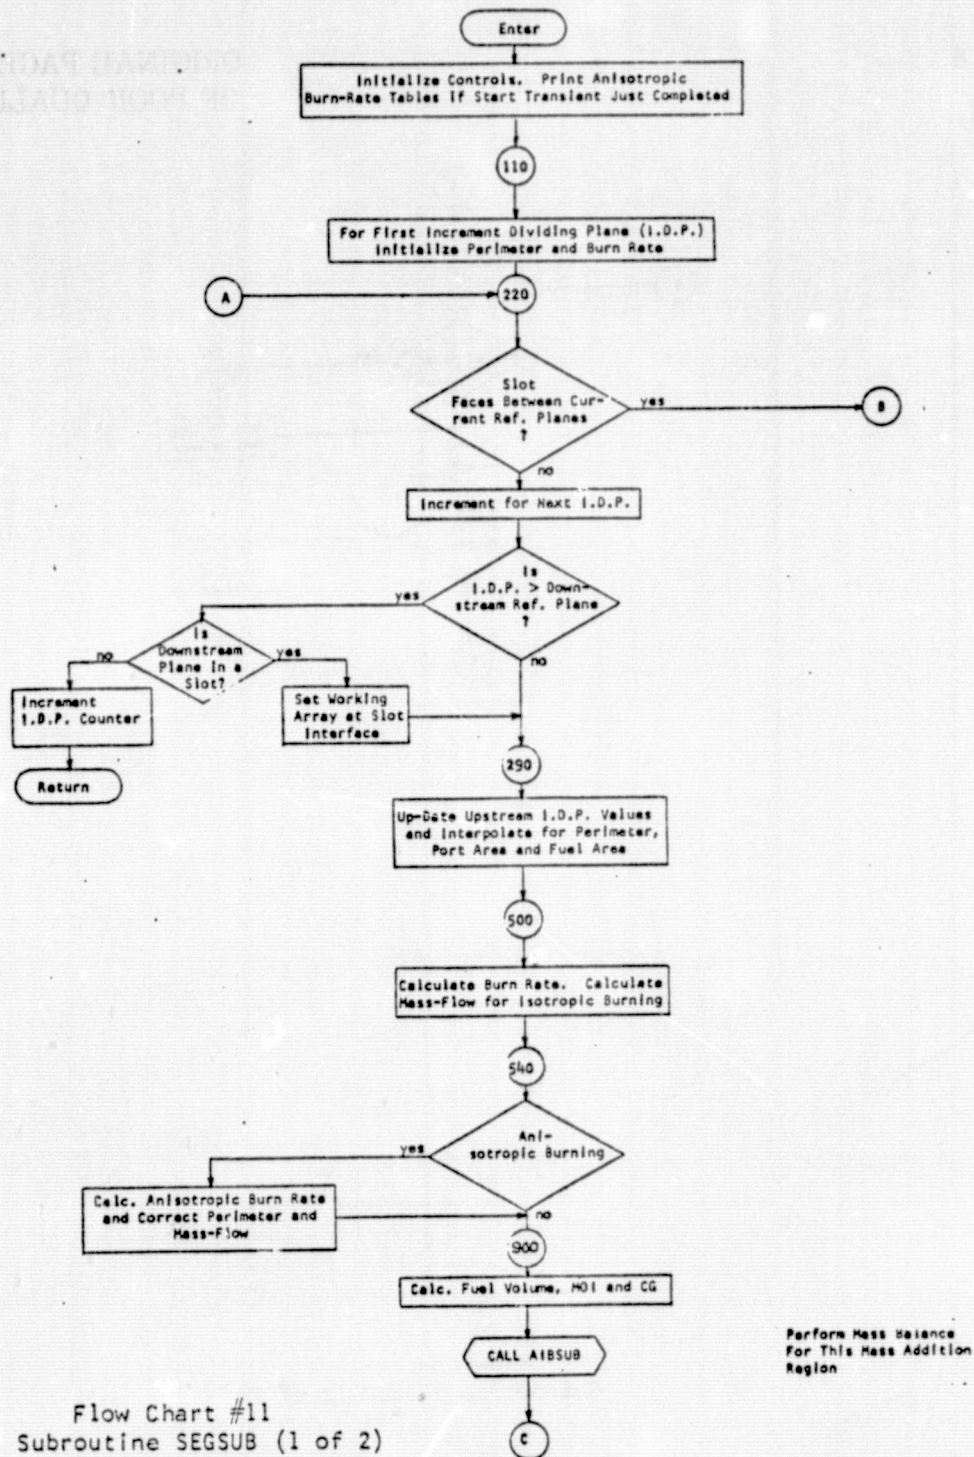 Enter
Initialize Controls. Print Anisotropic
Burn-Rate Tables if Start Transient Just Completed
110
For First Increment Dividing Plane (I.D.P.)
Initialize Perimeter and Burn Rate
A
220
Slot
Faces Between Cur-
rent Ref. Planes
?
yes
B
no
Increment for Next I.D.P.
Is
I.D.P. > Down-
stream Ref. Plane
?
yes
no
Is
Downstream
Plane in a
Slot?
no
yes
Increment
I.D.P. Counter
Set Working
Array at Slot
Interface
Return
290
Up-Date Upstream I.D.P. Values
and Interpolate for Perimeter,
Port Area and Fuel Area
500
Calculate Burn Rate. Calculate
Mass-Flow for Isotropic Burning
540
Ani-
sotropic Burning
yes
Calc. Anisotropic Burn Rate
and Correct Perimeter and
Mass-Flow
no
900
Calc. Fuel Volume, MOI and CG
CALL AIBSUB
Perform Mass Balance
For This Mass Addition
Region
C
Flow Chart #11
Subroutine SEGSUB (1 of 2)